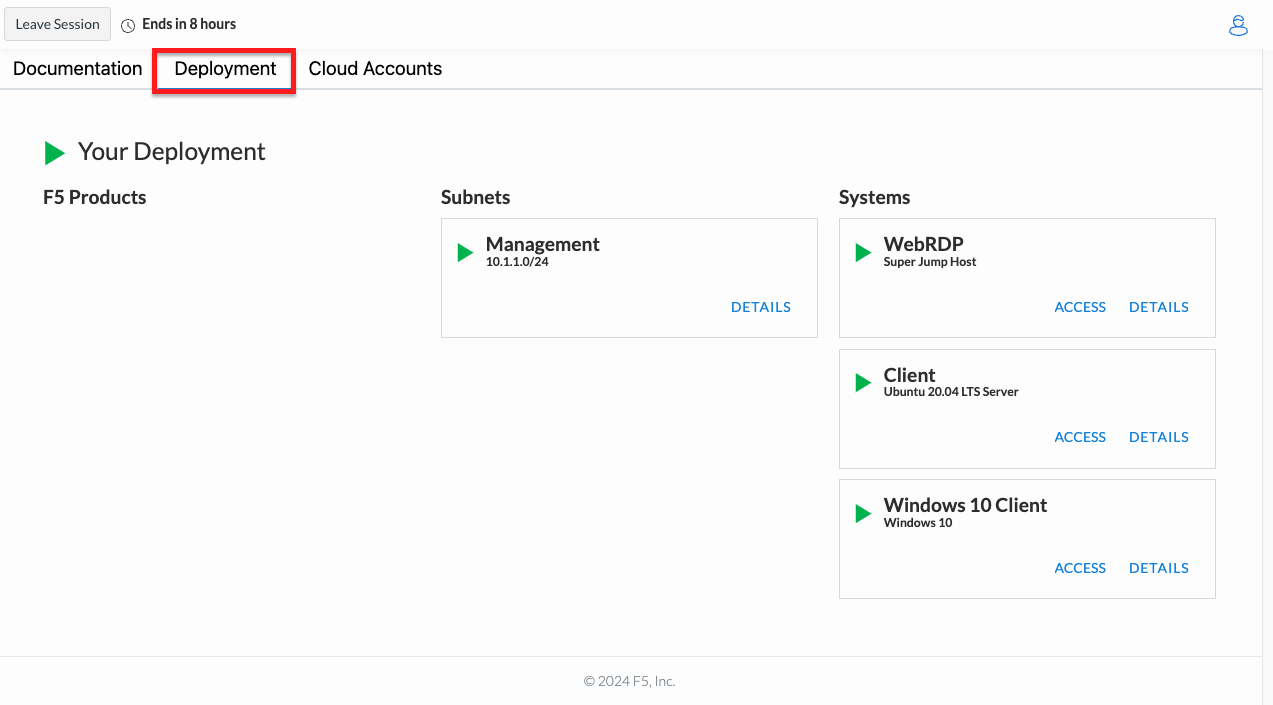 Leave Session
Ends in 8 hours
Documentation
Deployment
Cloud Accounts
Your Deployment
F5 Products
Subnets
Management
10.1.1.0/24
DETAILS
Systems
WebRDP
Super Jump Host
ACCESS DETAILS
Client
Ubuntu 20.04 LTS Server
ACCESS DETAILS
Windows 10 Client
Windows 10
ACCESS DETAILS
© 2024 F5, Inc.